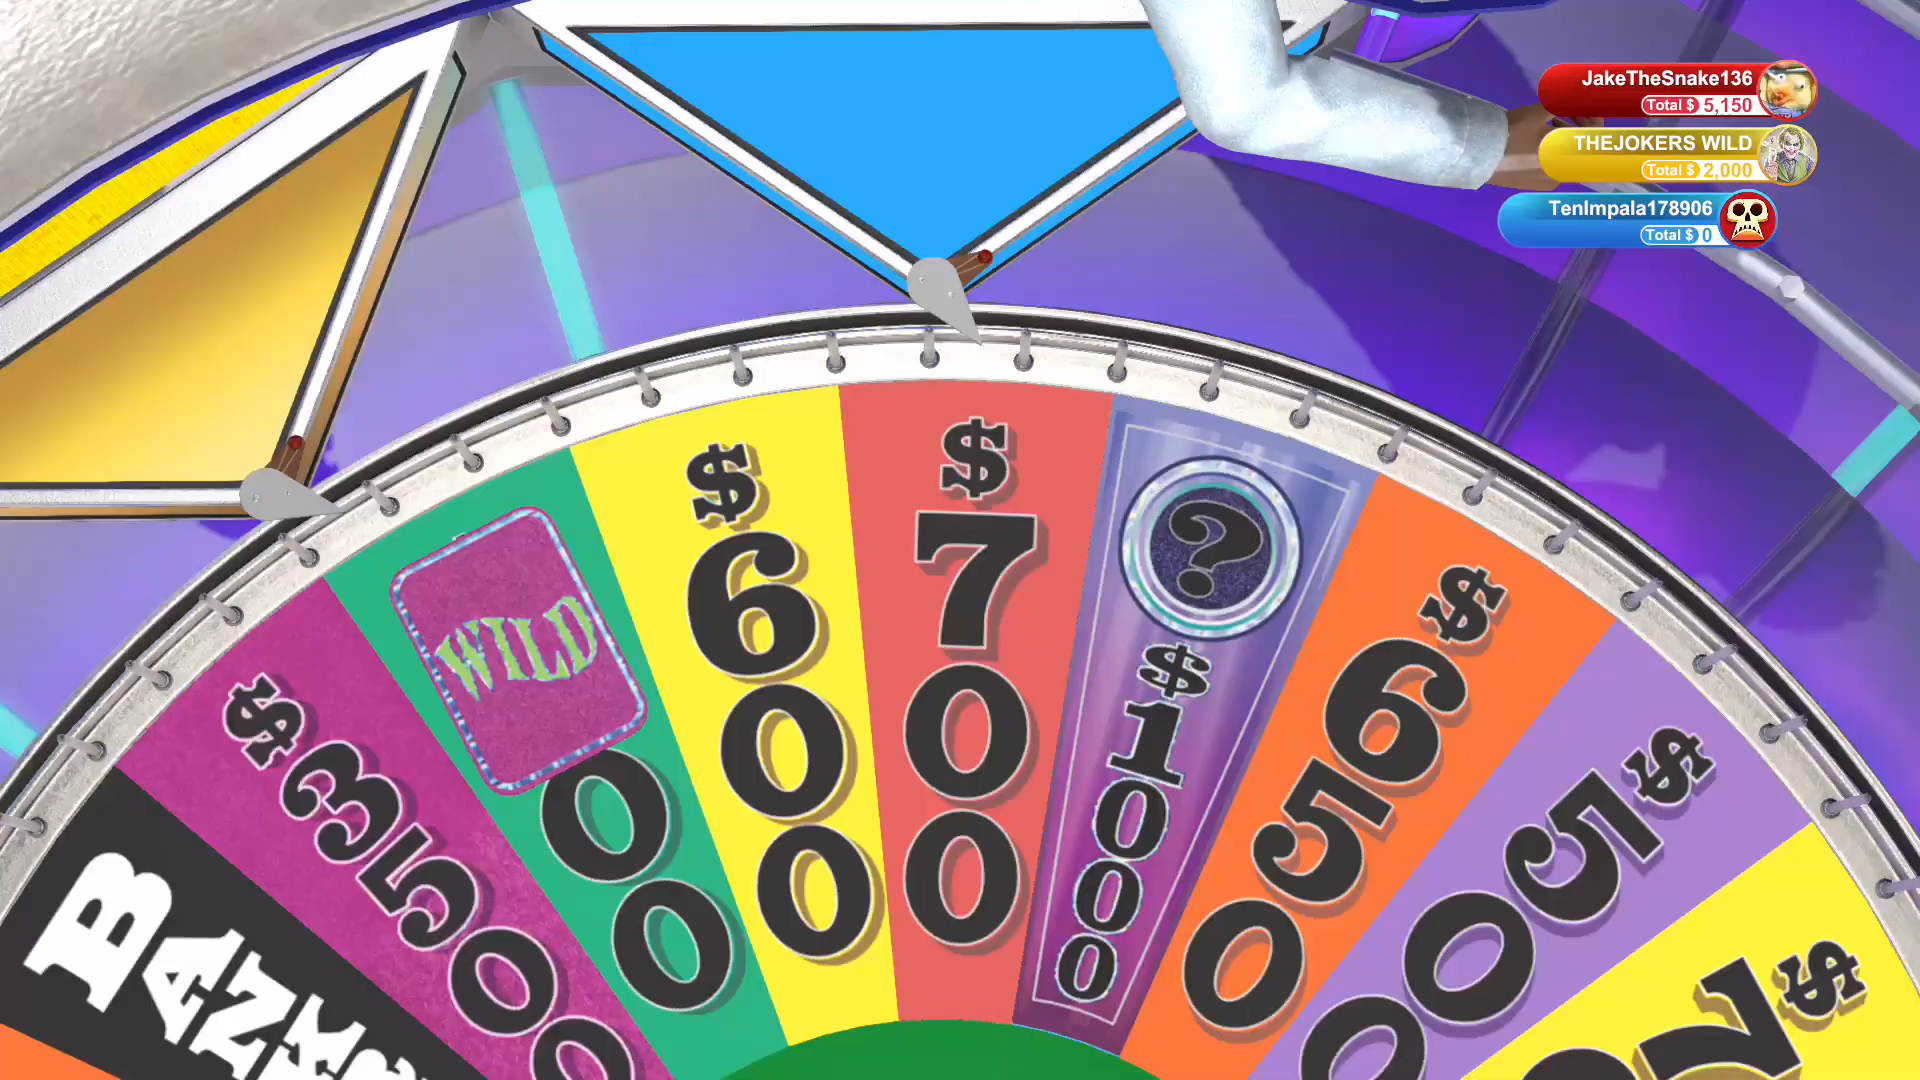 JakeTheSnake136
Total $ 5,150
THEJOKERS WILD
Total $ 2,000
TenImpala178906
Total $ 0
$3500
WILD
00
$600
$700
?
$1000
$650
$500